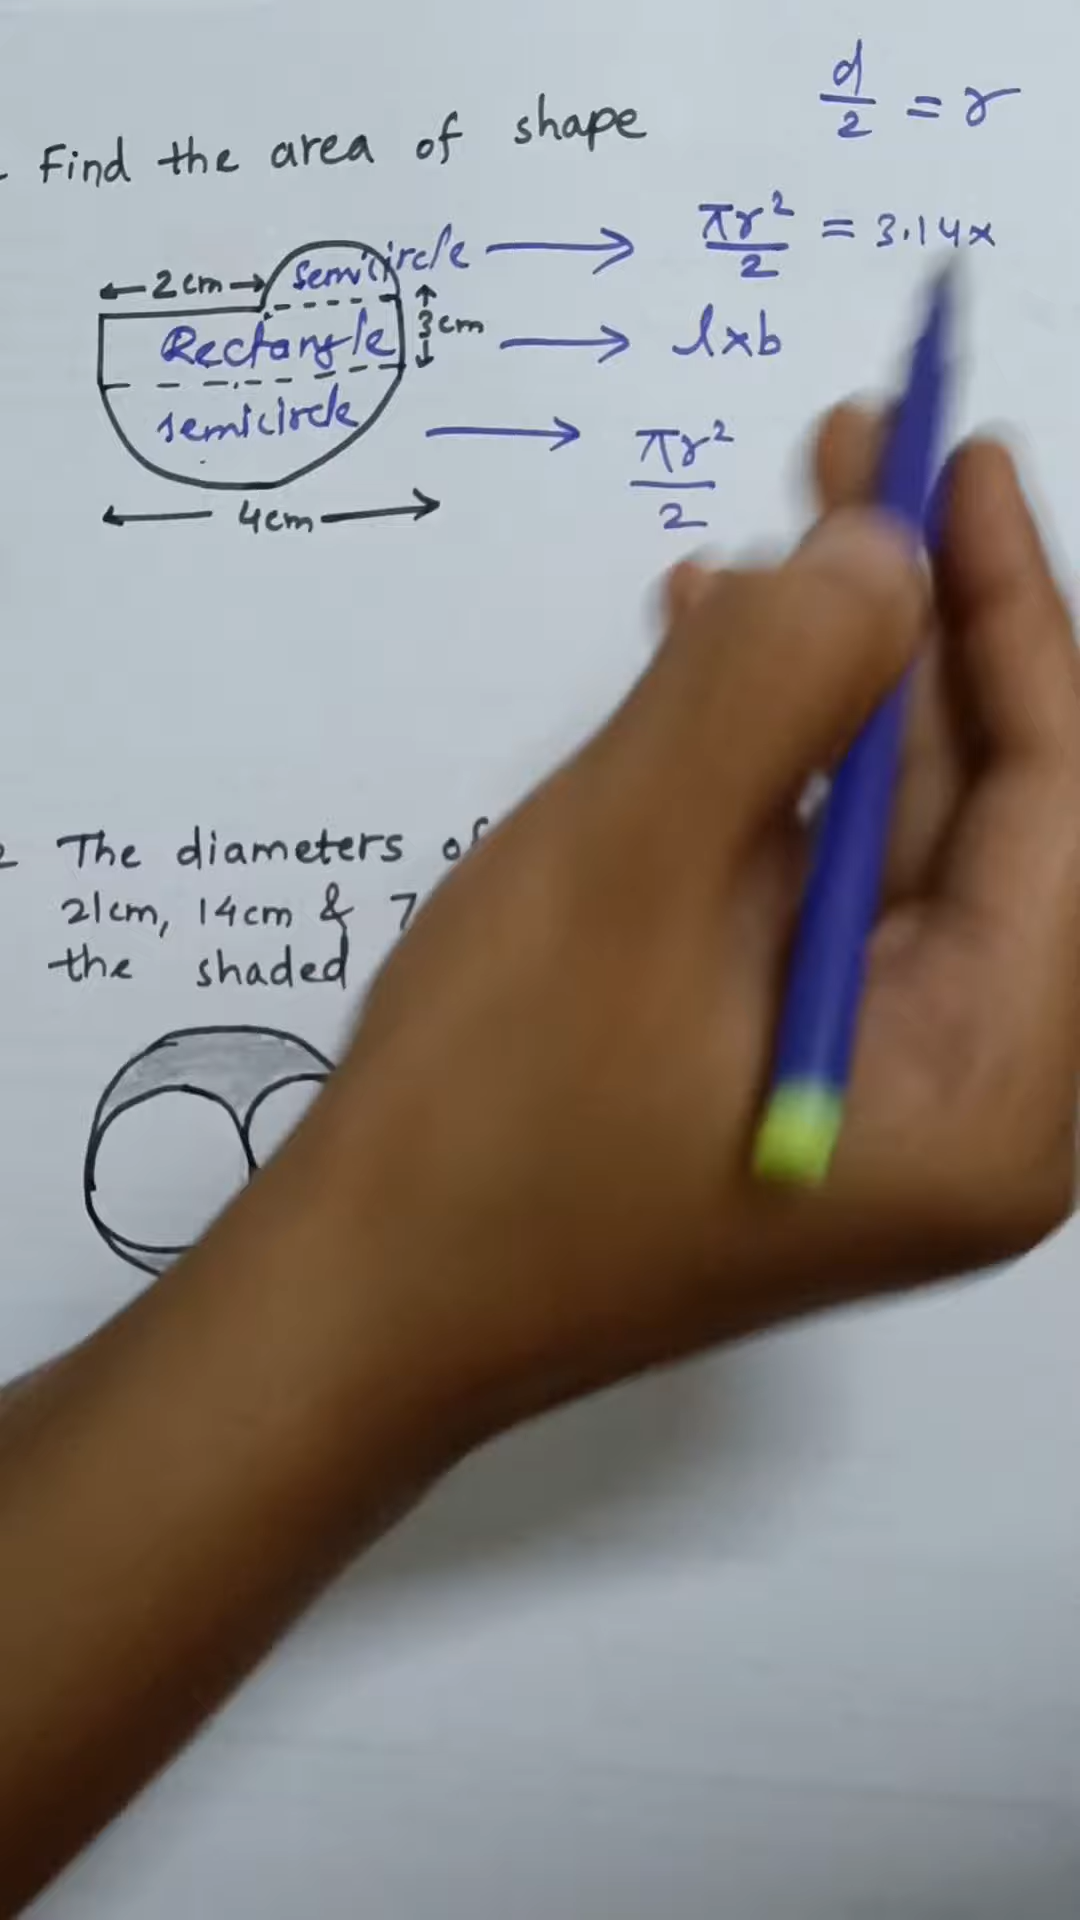 d/2 = r
Find the area of shape
semicircle → πr²/2 = 3.14×
← 2cm →
Rectangle 3cm → l×b
semicircle → πr²/2
← 4cm →
The diameters of
21cm, 14cm & 7
the shaded